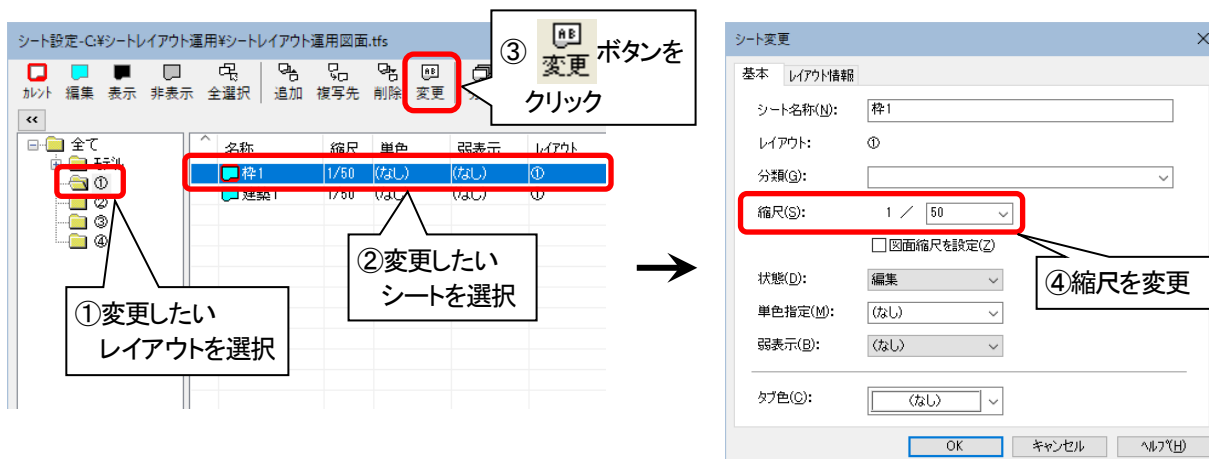 シート設定-C:¥シートレイアウト運用¥シートレイアウト運用図面.tfs
カレント 編集 表示 非表示 全選択 追加 複写先 削除 変更
<<
全て
モデル
①
②
③
④
名称 縮尺 単色 弱表示 レイアウト
枠1 1/50 (なし) (なし) ①
建築1 1/50 (なし) (なし) ①
①変更したい
レイアウトを選択
②変更したい
シートを選択
③ AB 変更 ボタンを
クリック
シート変更
基本 レイアウト情報
シート名称(N): 枠1
レイアウト: ①
分類(G):
縮尺(S): 1 / 50
図面縮尺を設定(Z)
状態(D): 編集
単色指定(M): (なし)
弱表示(B): (なし)
タブ色(C): (なし)
④縮尺を変更
OK キャンセル ヘルプ(H)